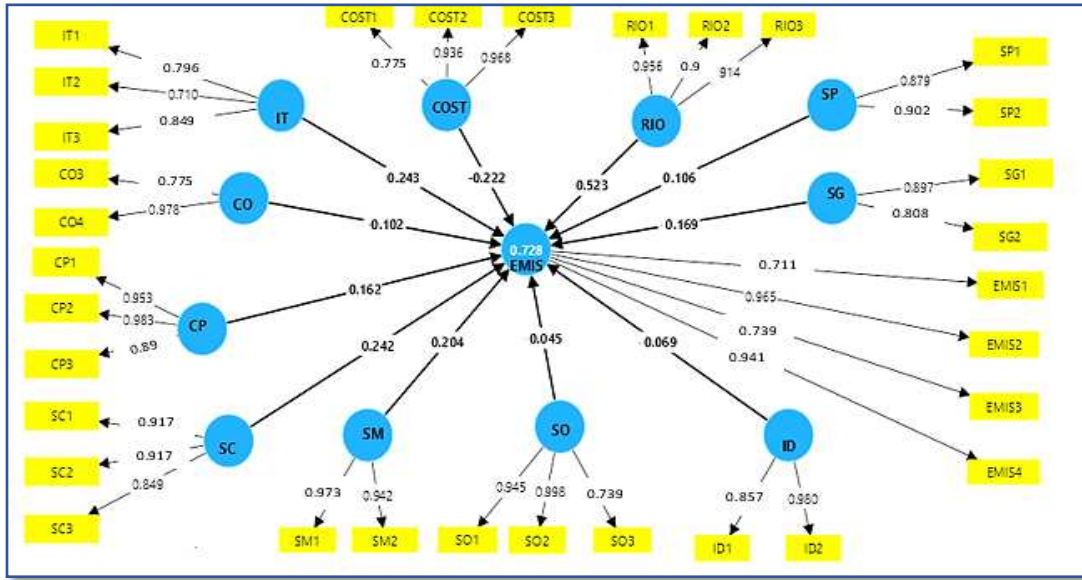 COST1
COST2
COST3
RIO1
RIO2
RIO3
IT1
IT2
IT3
CO3
CO4
CP1
CP2
CP3
SC1
SC2
SC3
SP1
SP2
SG1
SG2
EMIS1
EMIS2
EMIS3
EMIS4
SM1
SM2
SO1
SO2
SO3
ID1
ID2
0.775
0.936
0.968
0.956
0.9
914
0.796
0.710
0.849
0.775
0.978
0.953
0.983
0.89
0.917
0.917
0.849
0.879
0.902
0.897
0.808
0.711
0.965
0.739
0.941
0.973
0.942
0.945
0.998
0.739
0.857
0.980
IT
COST
RIO
SP
CO
SG
CP
SC
SM
SO
ID
0.728
EMIS
0.243
-0.222
0.523
0.106
0.102
0.169
0.162
0.242
0.204
0.045
0.069